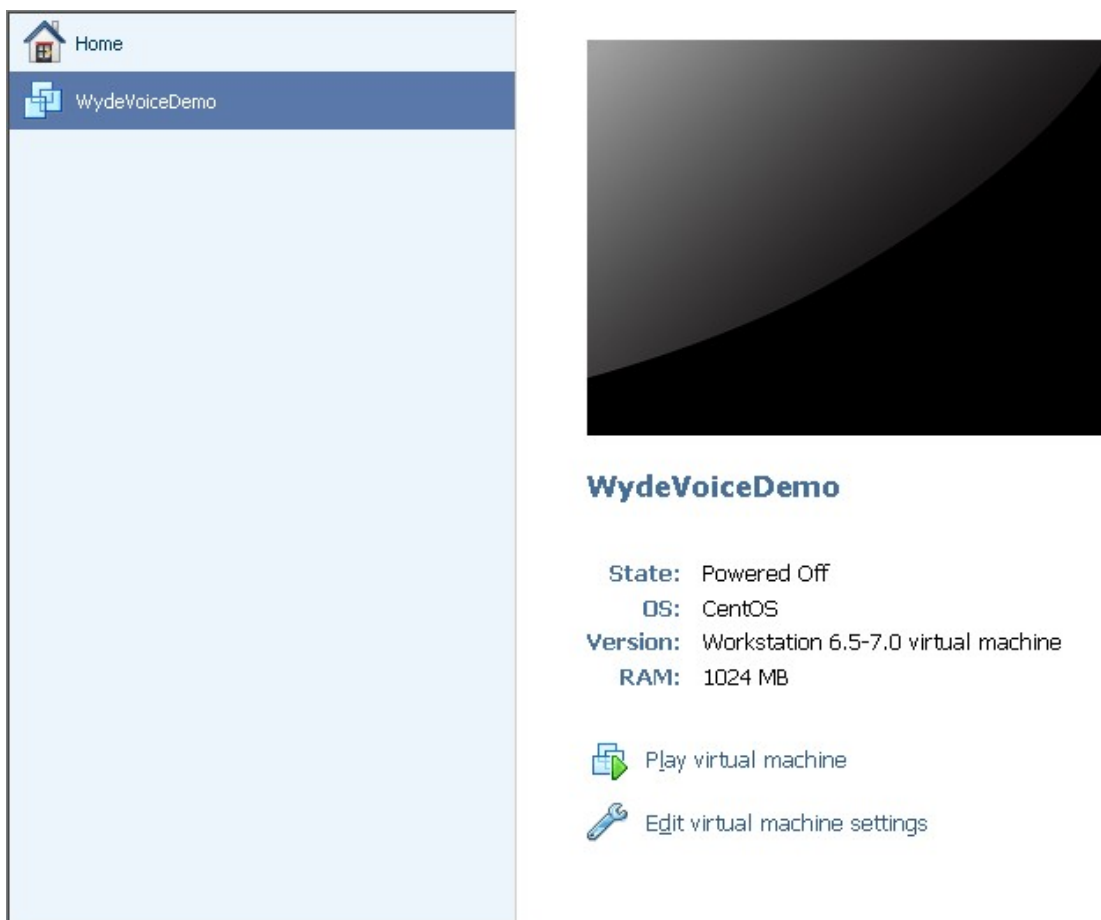 Home
WydeVoiceDemo
WydeVoiceDemo
State: Powered Off
OS: CentOS
Version: Workstation 6.5-7.0 virtual machine
RAM: 1024 MB
Play virtual machine
Edit virtual machine settings